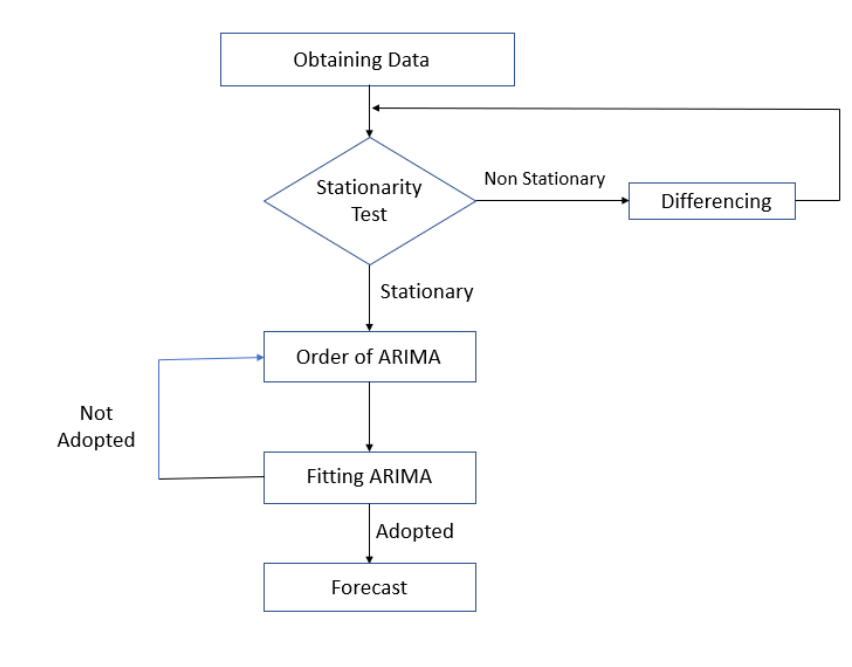 Obtaining Data
Stationarity
Test
Non Stationary
Differencing
Stationary
Order of ARIMA
Not
Adopted
Fitting ARIMA
Adopted
Forecast